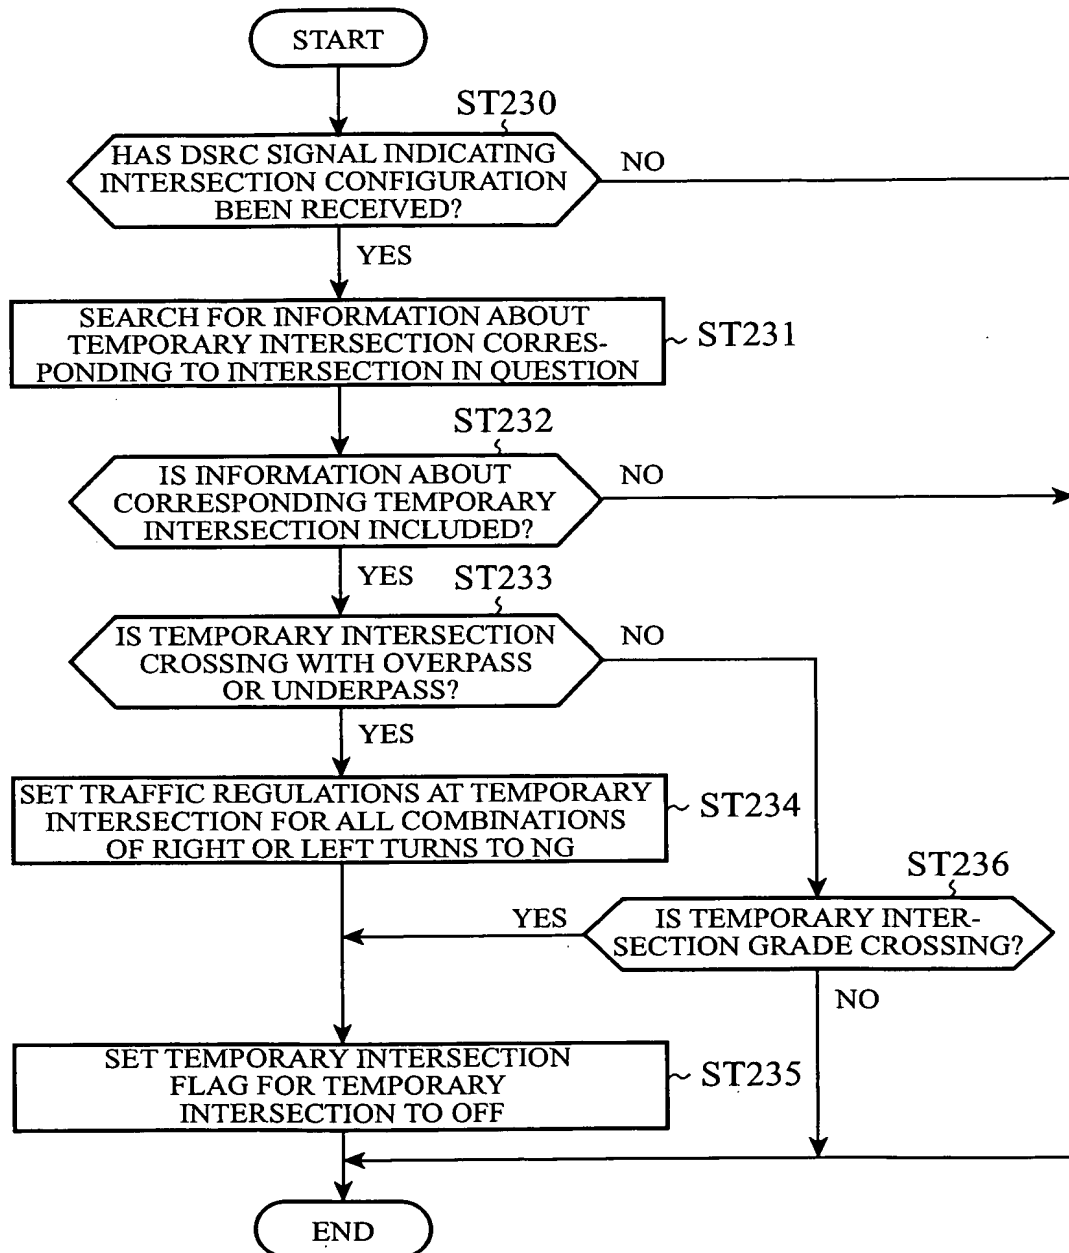 START
ST230
HAS DSRC SIGNAL INDICATING
INTERSECTION CONFIGURATION
BEEN RECEIVED?
NO
YES
SEARCH FOR INFORMATION ABOUT
TEMPORARY INTERSECTION CORRES-
PONDING TO INTERSECTION IN QUESTION
ST231
ST232
IS INFORMATION ABOUT
CORRESPONDING TEMPORARY
INTERSECTION INCLUDED?
NO
YES
ST233
IS TEMPORARY INTERSECTION
CROSSING WITH OVERPASS
OR UNDERPASS?
NO
YES
SET TRAFFIC REGULATIONS AT TEMPORARY
INTERSECTION FOR ALL COMBINATIONS
OF RIGHT OR LEFT TURNS TO NG
ST234
ST236
IS TEMPORARY INTER-
SECTION GRADE CROSSING?
YES
NO
SET TEMPORARY INTERSECTION
FLAG FOR TEMPORARY
INTERSECTION TO OFF
ST235
END